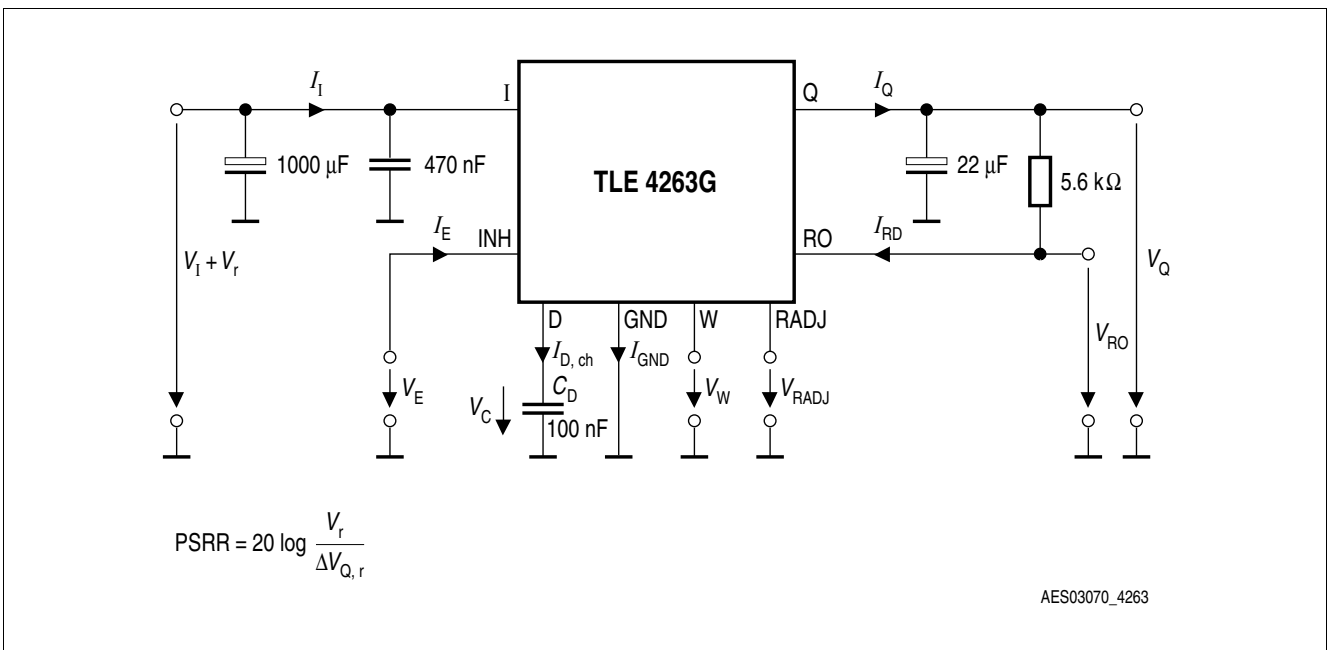 I_I
I
Q
I_Q
1000 μF
470 nF
TLE 4263G
22 μF
5.6 kΩ
I_E
INH
RO
I_RD
V_I + V_r
V_Q
D
GND
W
RADJ
I_D, ch
I_GND
V_RO
V_E
C_D
V_W
V_RADJ
V_C
100 nF
PSRR = 20 log V_r / ΔV_Q, r
AES03070_4263